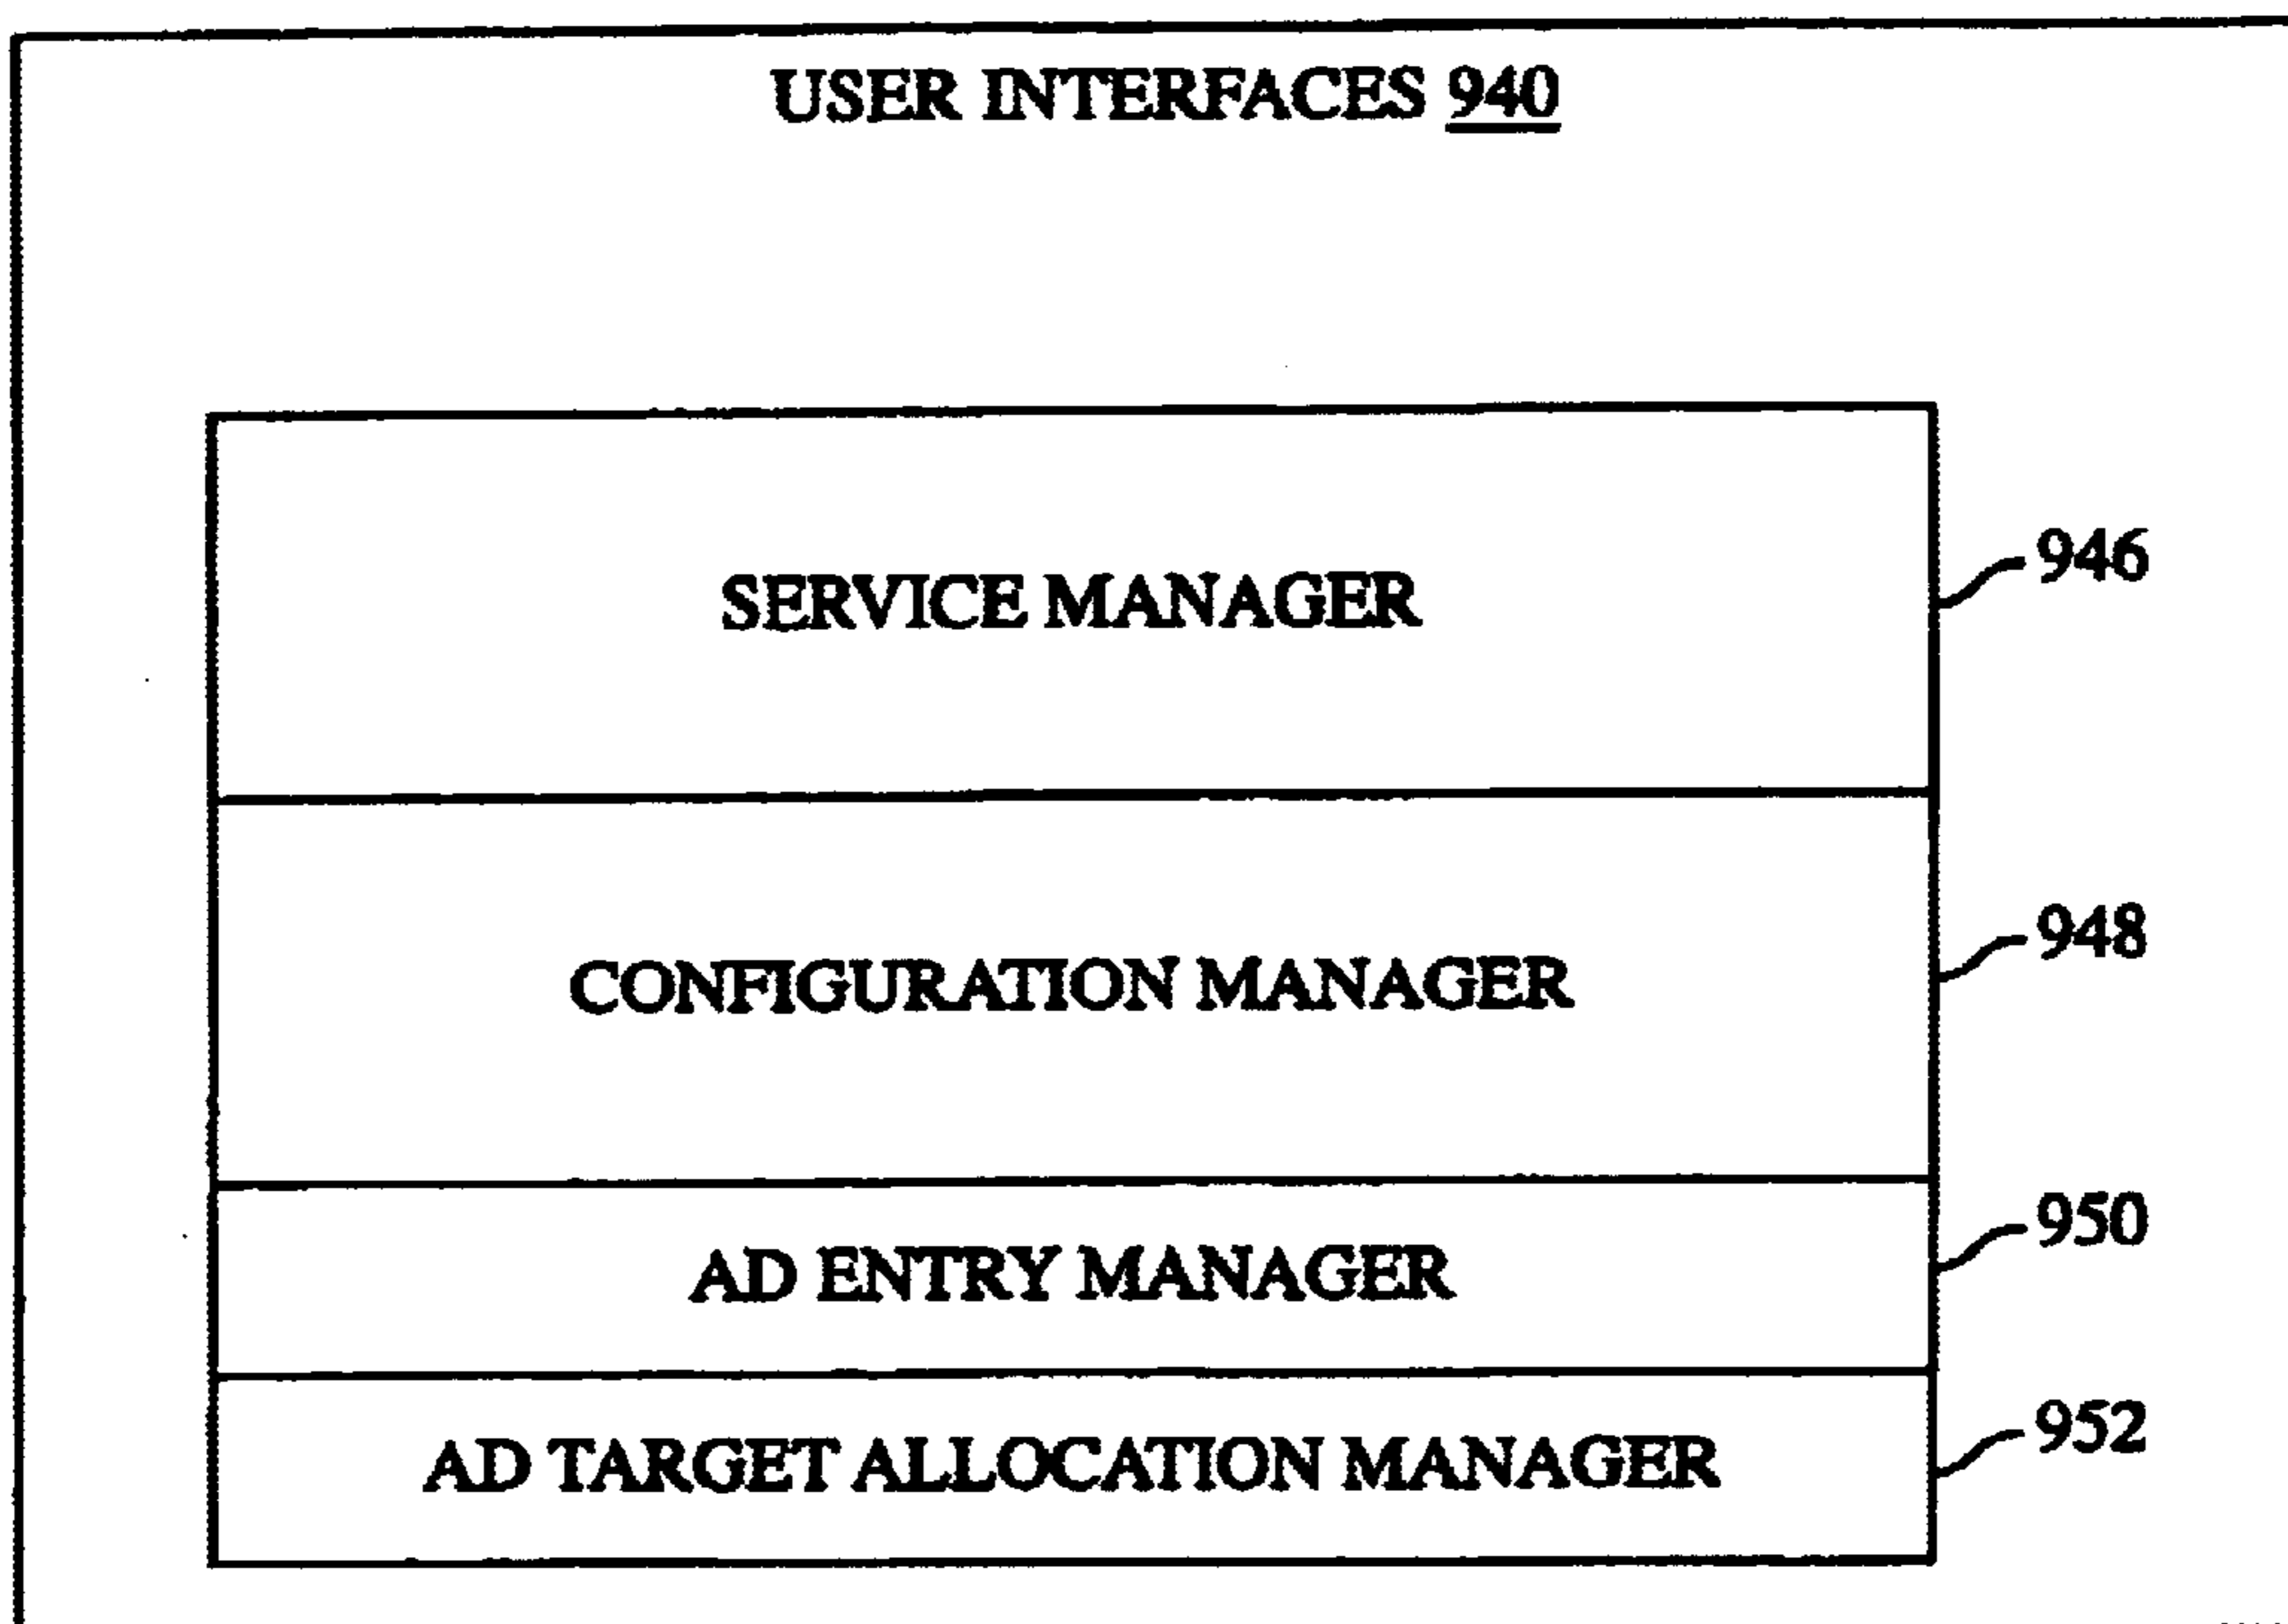 USER INTERFACES 940
SERVICE MANAGER
946
CONFIGURATION MANAGER
948
AD ENTRY MANAGER
950
AD TARGET ALLOCATION MANAGER
952